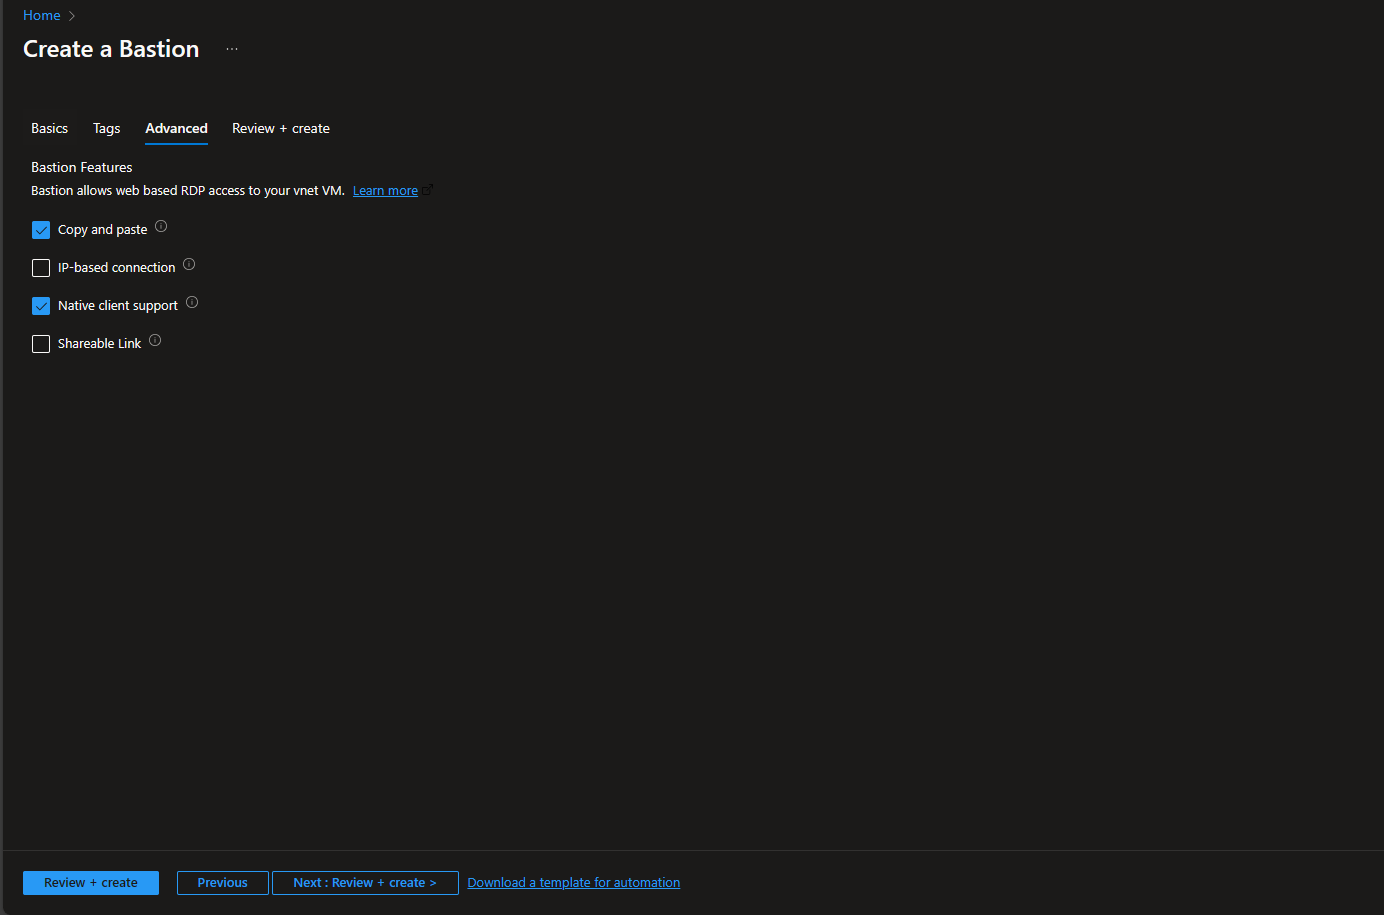 Home >
Create a Bastion ...
Basics Tags Advanced Review + create
Bastion Features
Bastion allows web based RDP access to your vnet VM. Learn more
Copy and paste
IP-based connection
Native client support
Shareable Link
Review + create Previous Next : Review + create > Download a template for automation